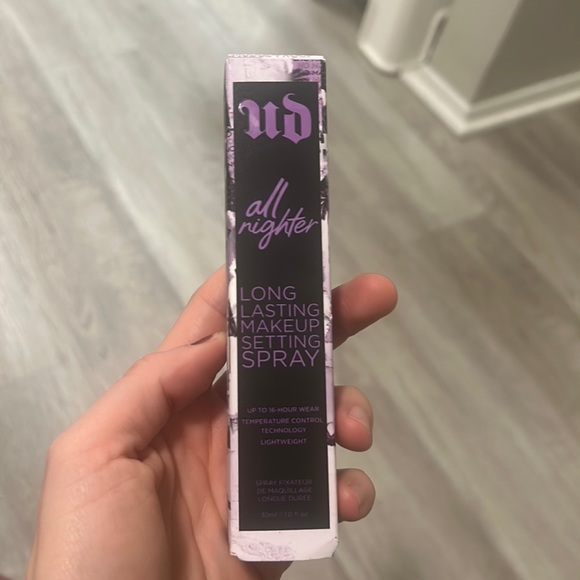 UD
all
nighter
LONG
LASTING
MAKEUP
SETTING
SPRAY
UP TO 16-HOUR WEAR
TEMPERATURE CONTROL
TECHNOLOGY
LIGHTWEIGHT
SPRAY FIXATEUR
DE MAQUILLAGE
LONGUE DURÉE